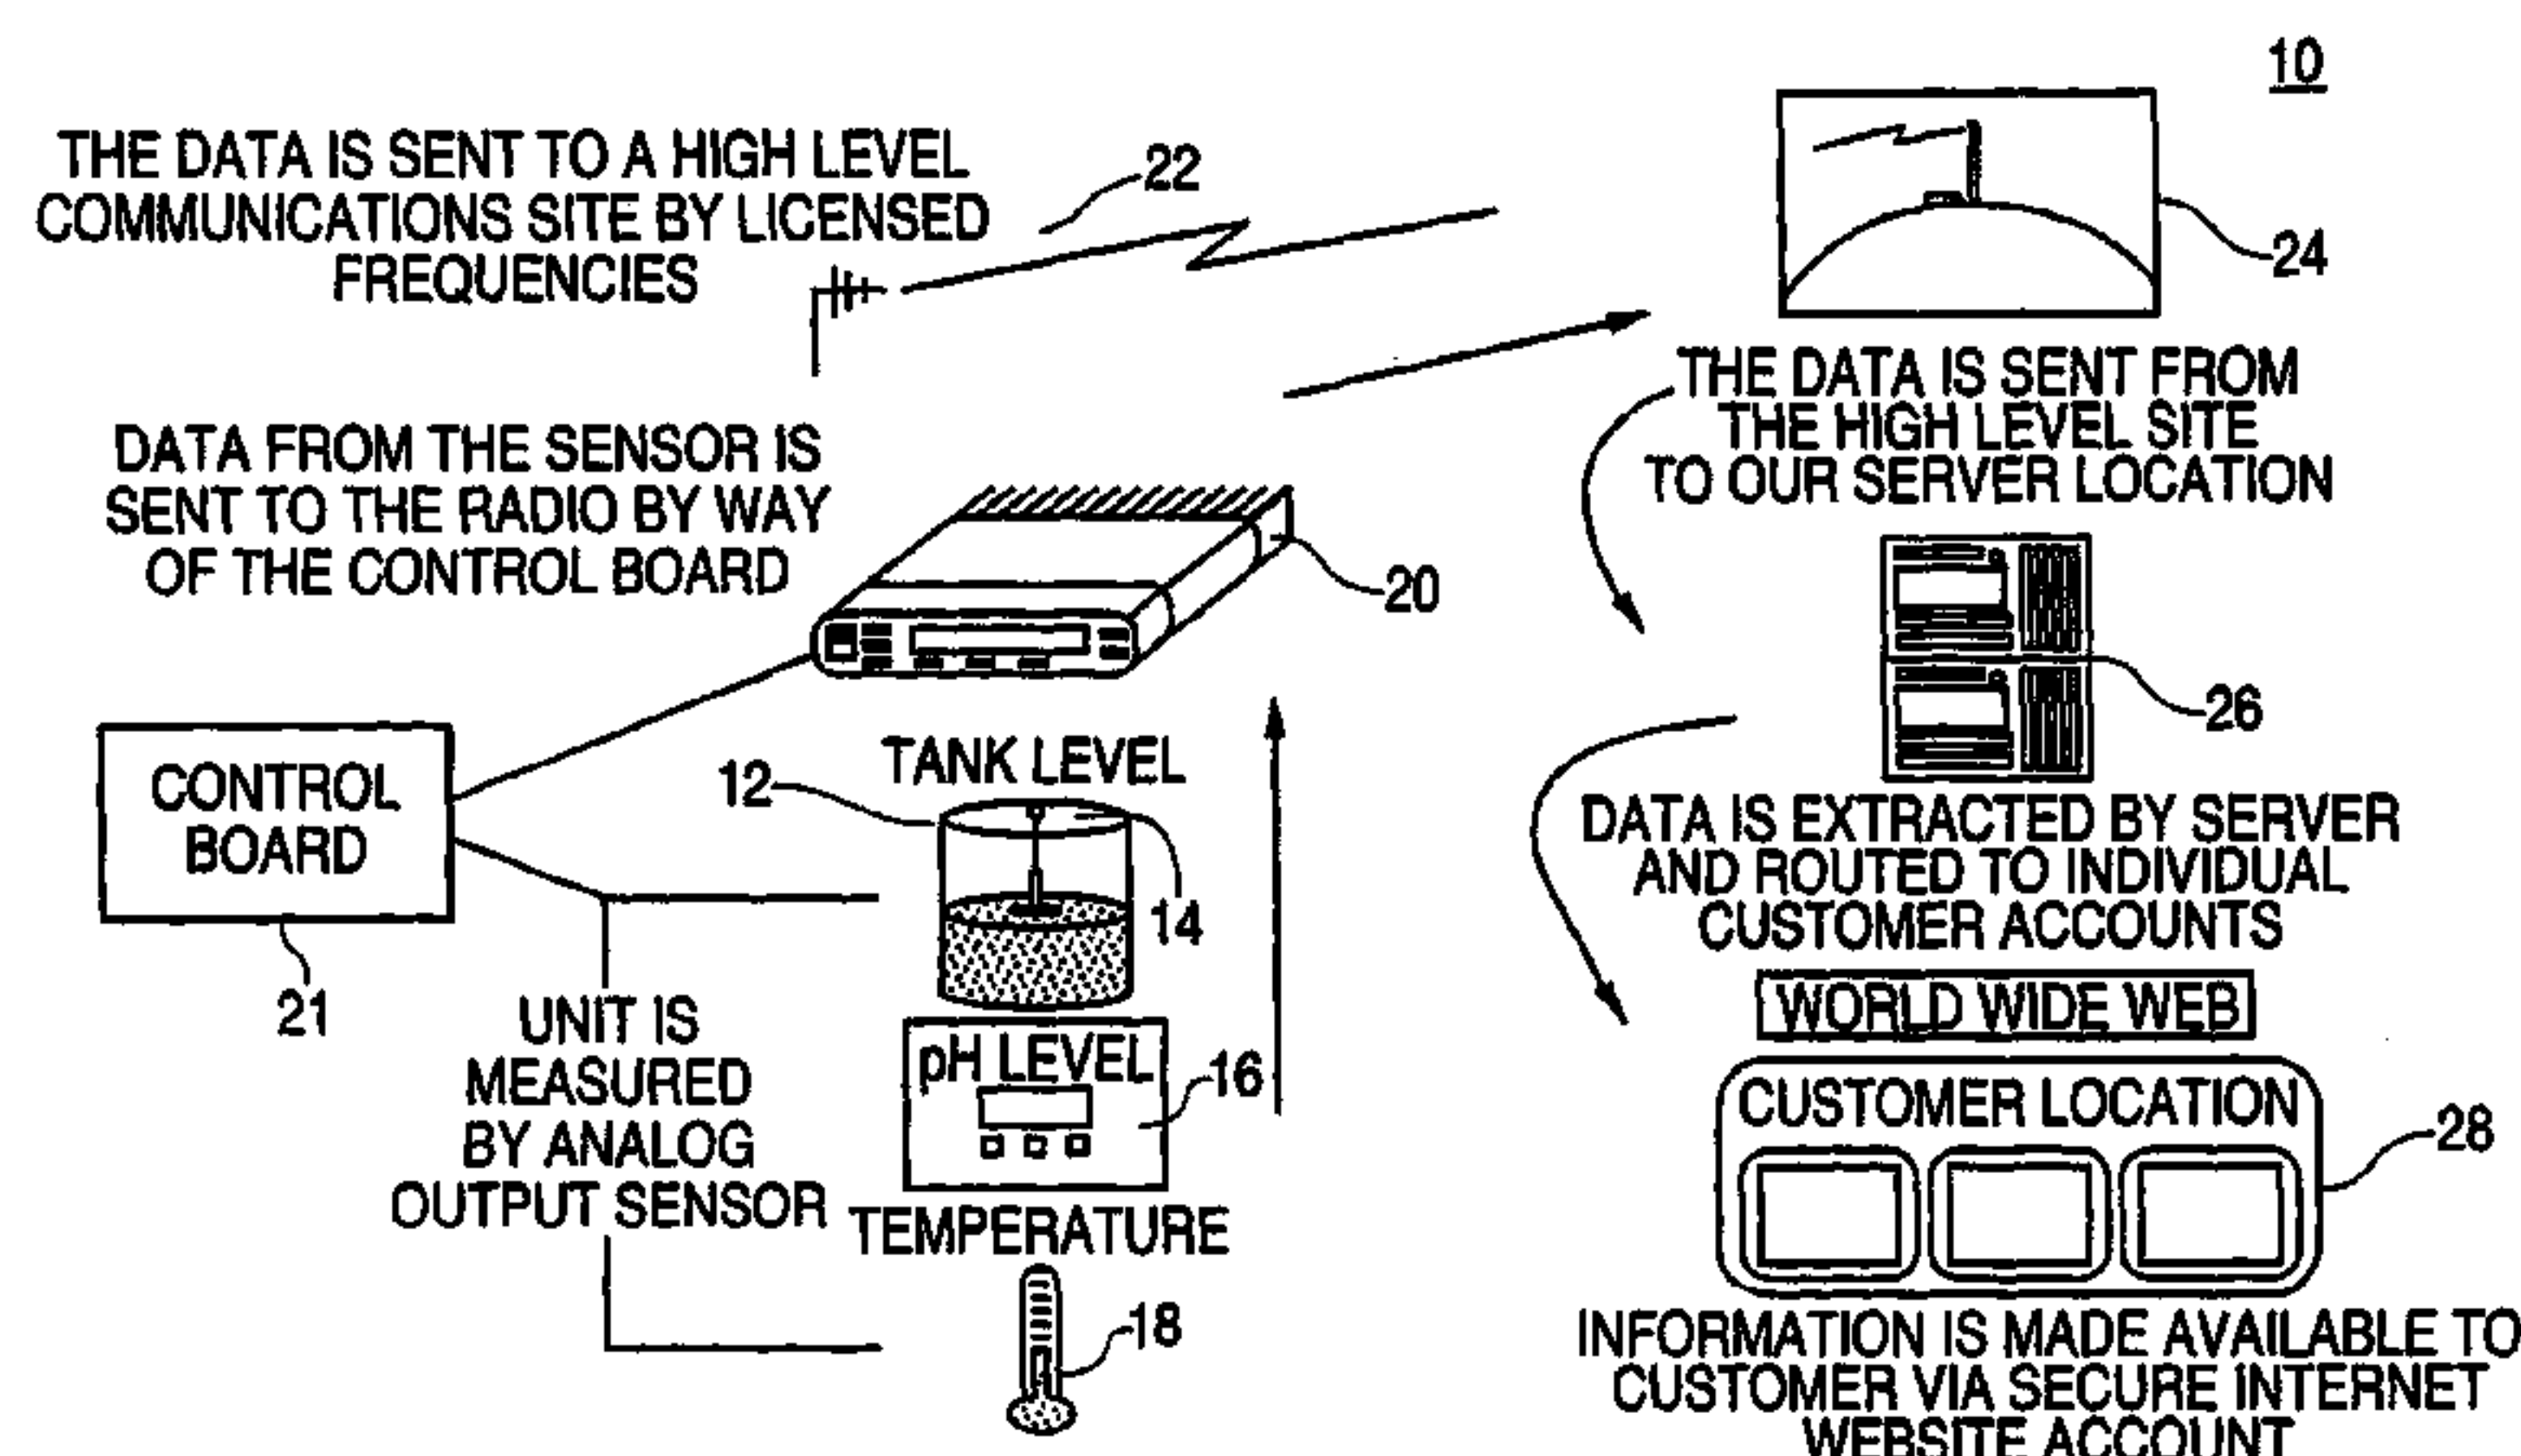 10
THE DATA IS SENT TO A HIGH LEVEL
COMMUNICATIONS SITE BY LICENSED
FREQUENCIES
22
24
THE DATA IS SENT FROM
THE HIGH LEVEL SITE
TO OUR SERVER LOCATION
DATA FROM THE SENSOR IS
SENT TO THE RADIO BY WAY
OF THE CONTROL BOARD
20
26
CONTROL
BOARD
21
TANK LEVEL
12
14
DATA IS EXTRACTED BY SERVER
AND ROUTED TO INDIVIDUAL
CUSTOMER ACCOUNTS
UNIT IS
MEASURED
BY ANALOG
OUTPUT SENSOR
pH LEVEL
16
TEMPERATURE
18
WORLD WIDE WEB
CUSTOMER LOCATION
28
INFORMATION IS MADE AVAILABLE TO
CUSTOMER VIA SECURE INTERNET
WEBSITE ACCOUNT